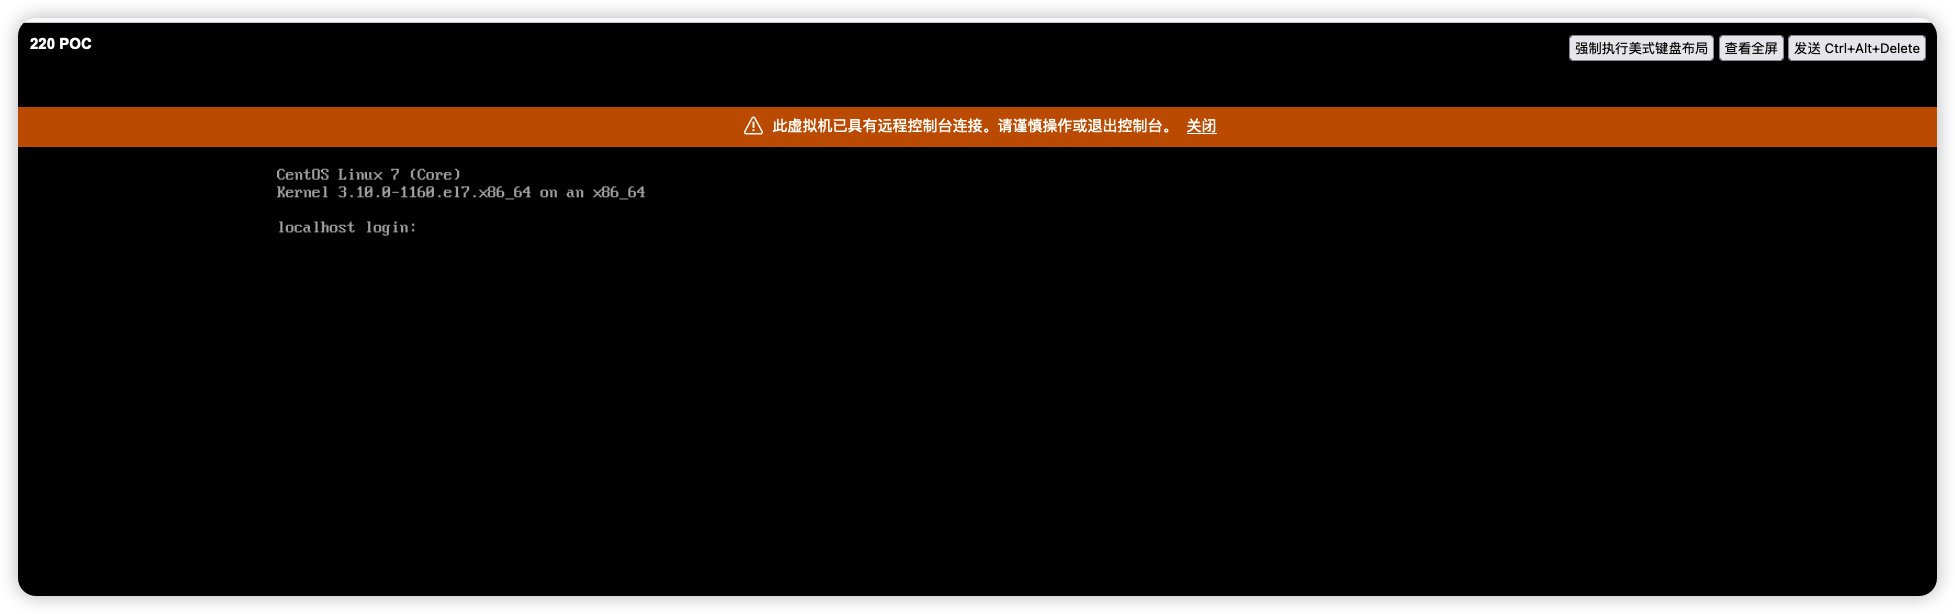 220 POC
强制执行美式键盘布局 查看全屏 发送 Ctrl+Alt+Delete
此虚拟机已具有远程控制台连接。请谨慎操作或退出控制台。 关闭
CentOS Linux 7 (Core)
Kernel 3.10.0-1160.el7.x86_64 on an x86_64
localhost login: